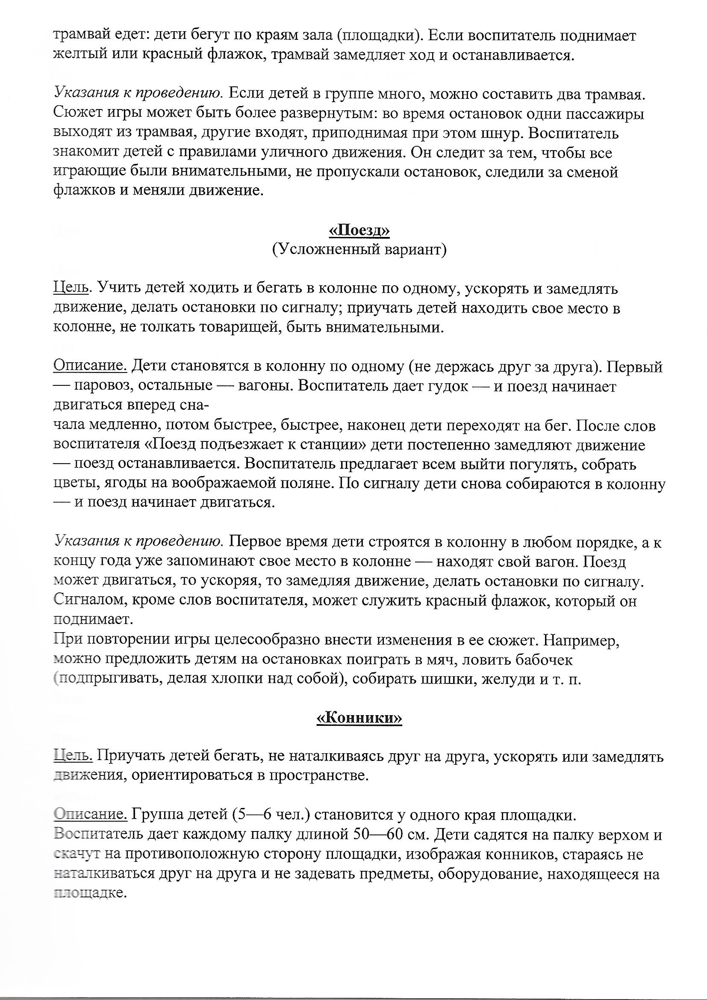 трамвай едет: дети бегут по краям зала (площадки). Если воспитатель поднимает
желтый или красный флажок, трамвай замедляет ход и останавливается.
Указания к проведению. Если детей в группе много, можно составить два трамвая.
Сюжет игры может быть более развернутым: во время остановок одни пассажиры
выходят из трамвая, другие входят, приподнимая при этом шнур. Воспитатель
знакомит детей с правилами уличного движения. Он следит за тем, чтобы все
играющие были внимательными, не пропускали остановок, следили за сменой
флажков и меняли движение.
«Поезд»
(Усложненный вариант)
Цель. Учить детей ходить и бегать в колонне по одному, ускорять и замедлять
движение, делать остановки по сигналу; приучать детей находить свое место в
колонне, не толкать товарищей, быть внимательными.
Описание. Дети становятся в колонну по одному (не держась друг за друга). Первый
— паровоз, остальные — вагоны. Воспитатель дает гудок — и поезд начинает
двигаться вперед сна-
чала медленно, потом быстрее, быстрее, наконец дети переходят на бег. После слов
воспитателя «Поезд подъезжает к станции» дети постепенно замедляют движение
— поезд останавливается. Воспитатель предлагает всем выйти погулять, собрать
цветы, ягоды на воображаемой поляне. По сигналу дети снова собираются в колонну
— и поезд начинает двигаться.
Указания к проведению. Первое время дети строятся в колонну в любом порядке, а к
концу года уже запоминают свое место в колонне — находят свой вагон. Поезд
может двигаться, то ускоряя, то замедляя движение, делать остановки по сигналу.
Сигналом, кроме слов воспитателя, может служить красный флажок, который он
поднимает.
При повторении игры целесообразно внести изменения в ее сюжет. Например,
можно предложить детям на остановках поиграть в мяч, ловить бабочек
(подпрыгивать, делая хлопки над собой), собирать шишки, желуди и т. п.
«Конники»
Цель. Приучать детей бегать, не наталкиваясь друг на друга, ускорять или замедлять
движения, ориентироваться в пространстве.
Описание. Группа детей (5—6 чел.) становится у одного края площадки.
Воспитатель дает каждому палку длиной 50—60 см. Дети садятся на палку верхом и
скачут на противоположную сторону площадки, изображая конников, стараясь не
наталкиваться друг на друга и не задевать предметы, оборудование, находящееся на
площадке.